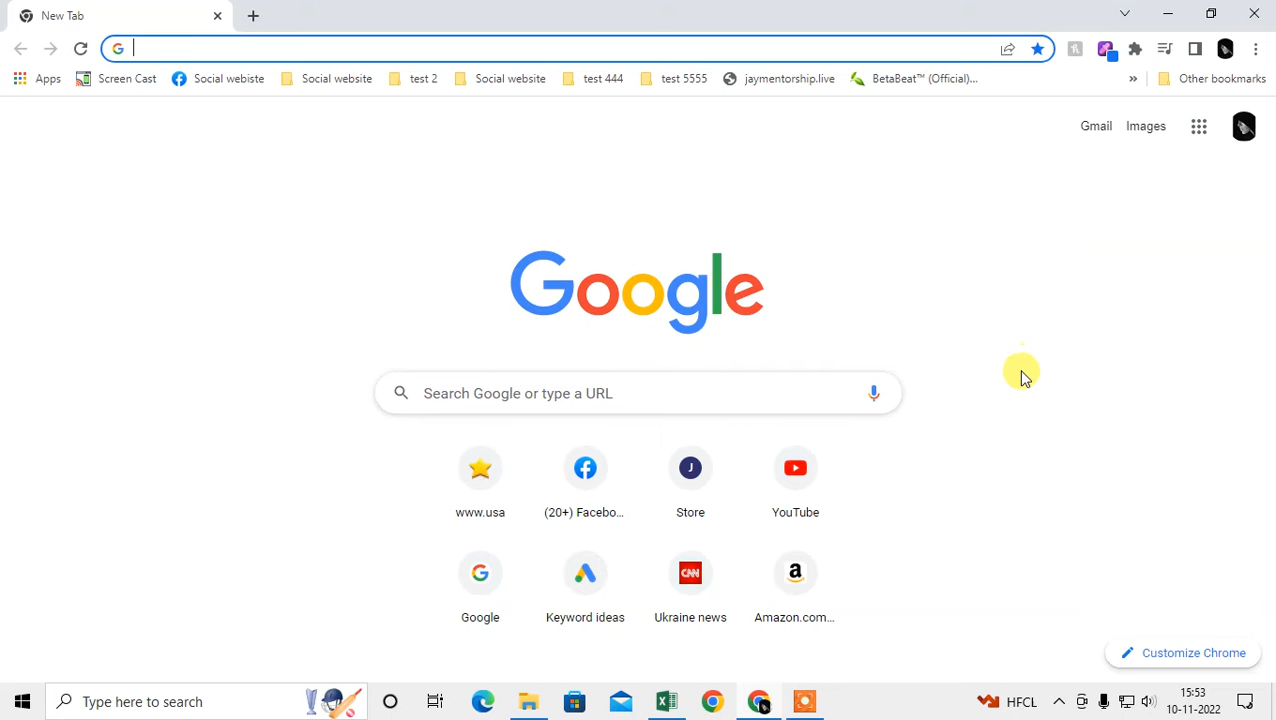 New Tab
Apps Screen Cast Social webiste Social website test 2 Social website test 444 test 5555 jaymentorship.live BetaBeat™ (Official)... » Other bookmarks
Gmail Images
Google
Search Google or type a URL
www.usa (20+) Facebo... Store YouTube
Google Keyword ideas Ukraine news Amazon.com...
Customize Chrome
Type here to search HFCL 15:53
10-11-2022